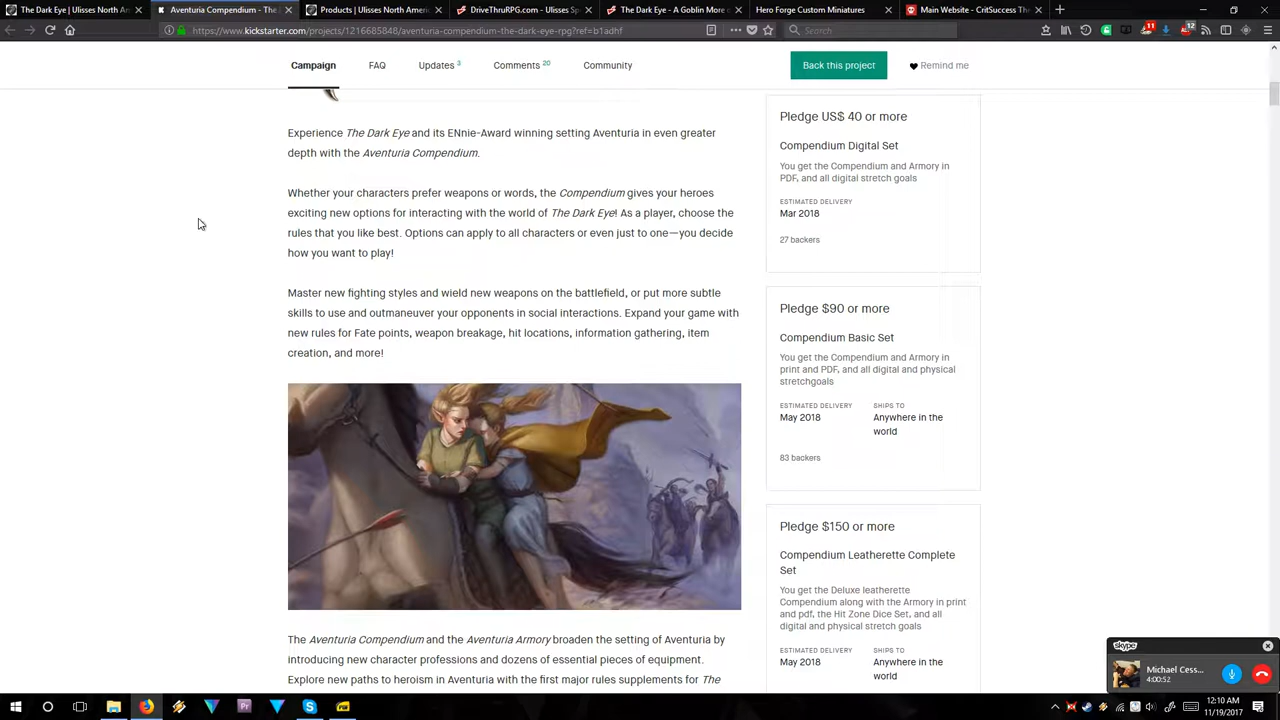 The Dark Eye | Ulisses North Am
Aventuria Compendium - The
Products | Ulisses North Americ
DriveThruRPG.com - Ulisses Sp
The Dark Eye - A Goblin More o
Hero Forge Custom Miniatures
Main Website – CritSuccess Th
https://www.kickstarter.com/projects/1216685848/aventuria-compendium-the-dark-eye-rpg?ref=b1adhf
Search
11
12
Campaign
FAQ
Updates 3
Comments 20
Community
Back this project
Remind me
Experience The Dark Eye and its ENnie-Award winning setting Aventuria in even greater
depth with the Aventuria Compendium.
Whether your characters prefer weapons or words, the Compendium gives your heroes
exciting new options for interacting with the world of The Dark Eye! As a player, choose the
rules that you like best. Options can apply to all characters or even just to one—you decide
how you want to play!
Master new fighting styles and wield new weapons on the battlefield, or put more subtle
skills to use and outmaneuver your opponents in social interactions. Expand your game with
new rules for Fate points, weapon breakage, hit locations, information gathering, item
creation, and more!
The Aventuria Compendium and the Aventuria Armory broaden the setting of Aventuria by
introducing new character professions and dozens of essential pieces of equipment.
Explore new paths to heroism in Aventuria with the first major rules supplements for The
Pledge US$ 40 or more
Compendium Digital Set
You get the Compendium and Armory in
PDF, and all digital stretch goals
ESTIMATED DELIVERY
Mar 2018
27 backers
Pledge $90 or more
Compendium Basic Set
You get the Compendium and Armory in
print and PDF, and all digital and physical
stretchgoals
ESTIMATED DELIVERY SHIPS TO
May 2018 Anywhere in the
world
83 backers
Pledge $150 or more
Compendium Leatherette Complete
Set
You get the Deluxe leatherette
Compendium along with the Armory in print
and pdf, the Hit Zone Dice Set, and all
digital and physical stretch goals
ESTIMATED DELIVERY SHIPS TO
May 2018 Anywhere in the
world
skype
Michael Cess...
4:00:52
Pr
12:10 AM
11/19/2017